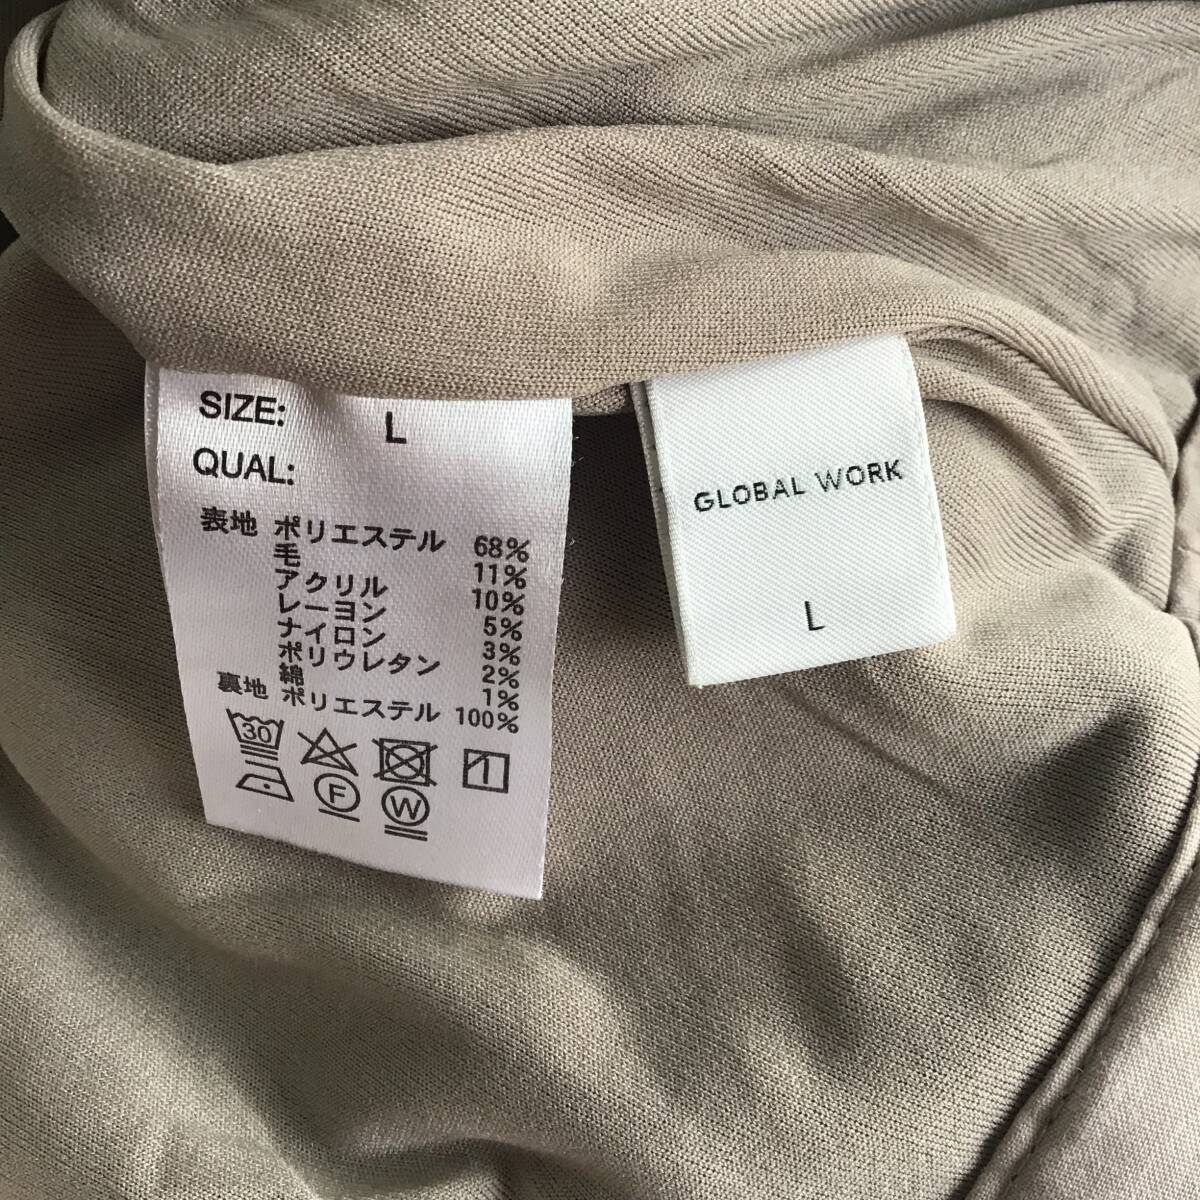 SIZE: L
QUAL:
表地 ポリエステル 68%
毛 11%
アクリル 10%
レーヨン 5%
ナイロン 3%
ポリウレタン 2%
綿 1%
裏地 ポリエステル 100%
30
1
F
W
GLOBAL WORK
L